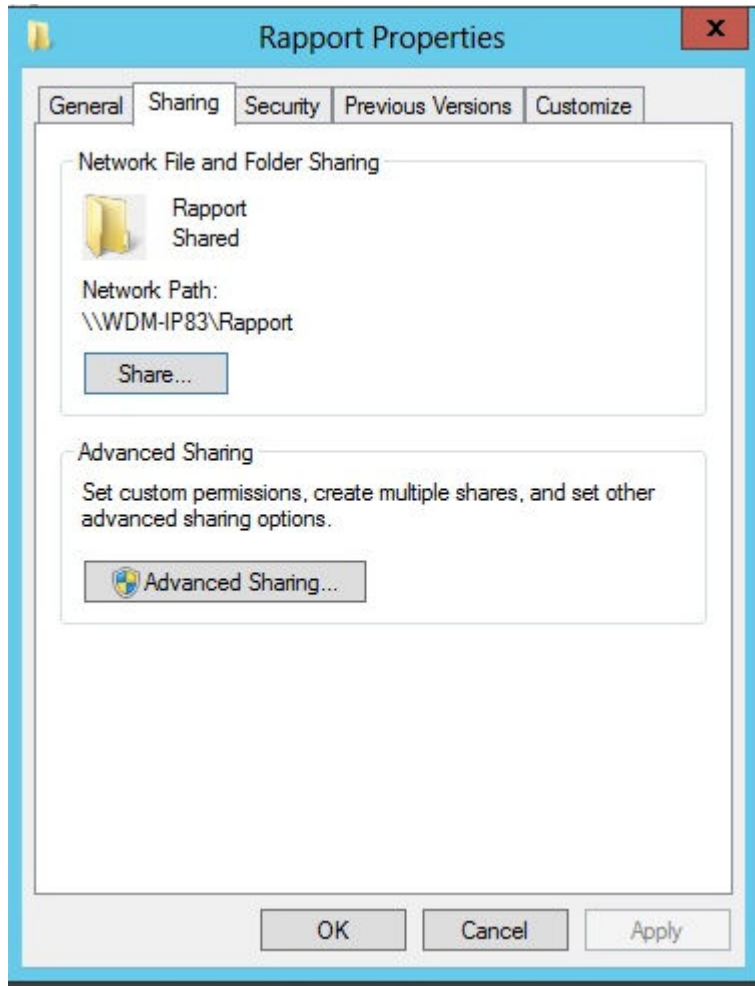 Rapport Properties
x
General Sharing Security Previous Versions Customize
Network File and Folder Sharing
Rapport
Shared
Network Path:
\\WDM-IP83\Rapport
Share...
Advanced Sharing
Set custom permissions, create multiple shares, and set other
advanced sharing options.
Advanced Sharing...
OK Cancel Apply